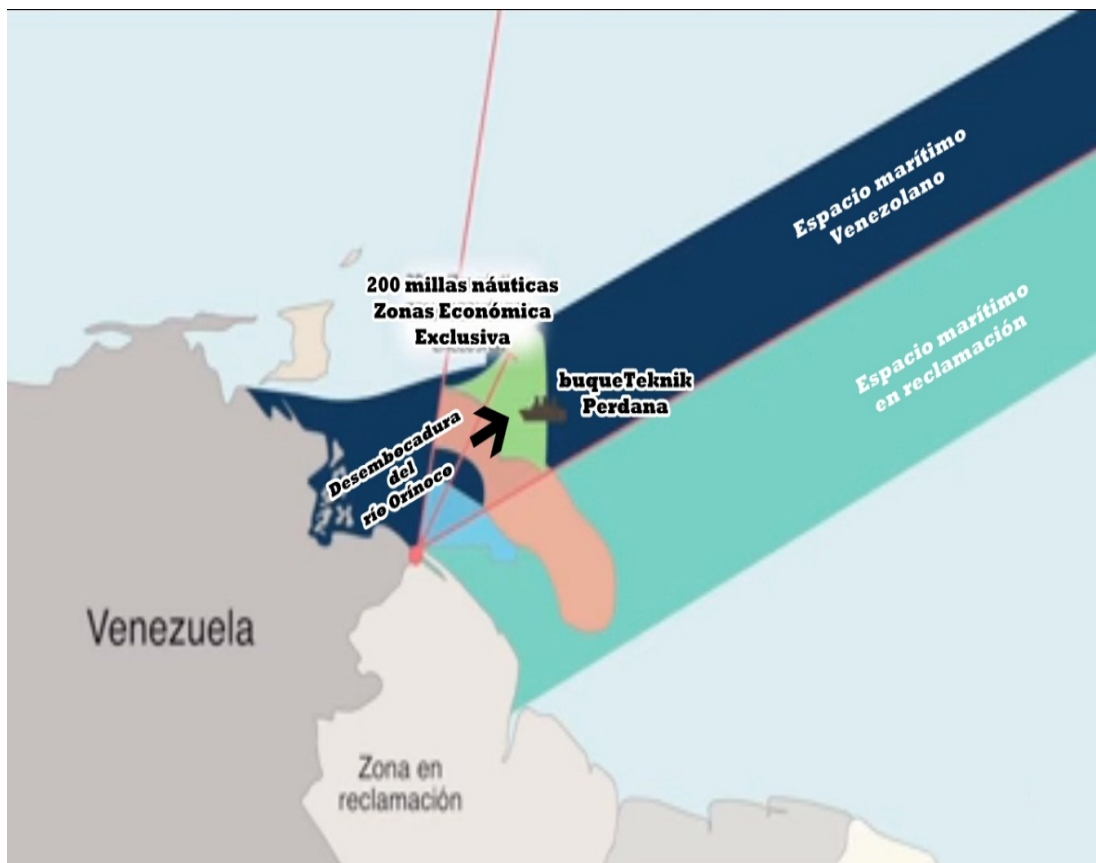 Espacio marítimo
Venezolano
200 millas náuticas
Zonas Económica
Exclusiva
Espacio marítimo
en reclamación
buqueTeknik
Perdana
Desembocadura
del
río Orínoco
Venezuela
Zona en
reclamación